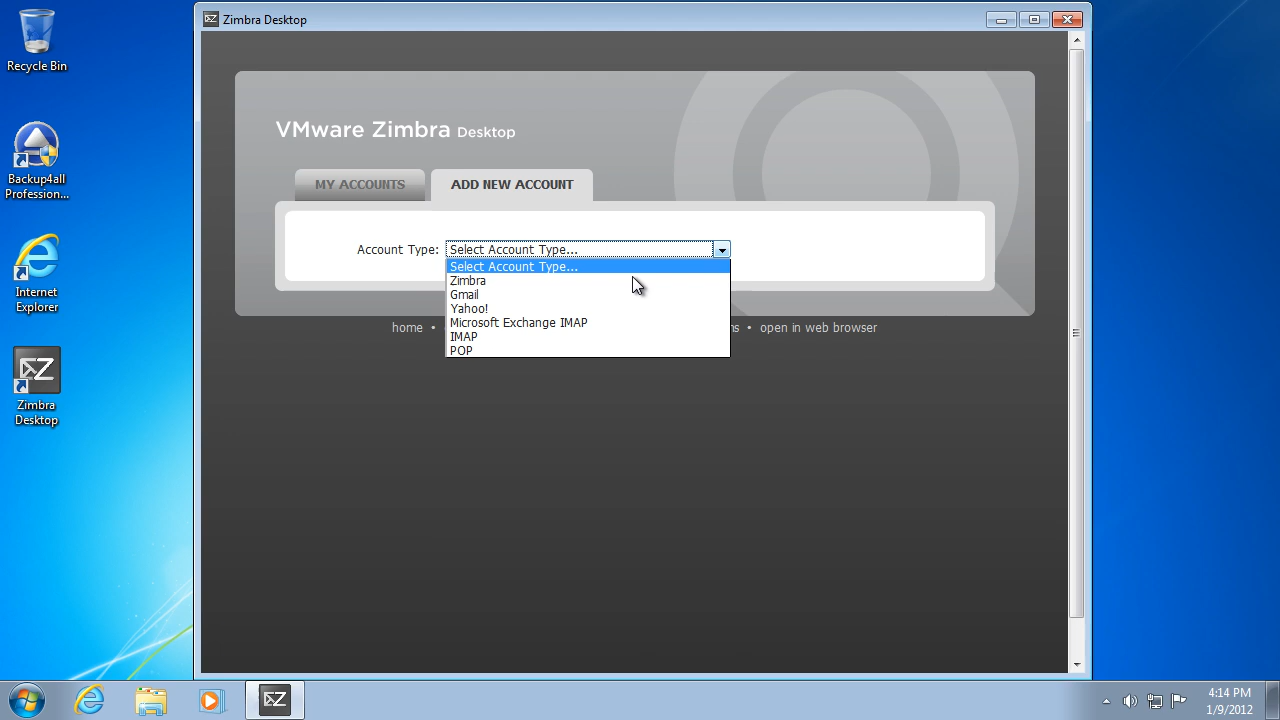 Zimbra Desktop
Recycle Bin
Backup4all
Profession...
Internet
Explorer
Zimbra
Desktop
VMware Zimbra Desktop
MY ACCOUNTS
ADD NEW ACCOUNT
Account Type: Select Account Type...
Select Account Type...
Zimbra
Gmail
Yahoo!
Microsoft Exchange IMAP
IMAP
POP
home • • open in web browser
4:14 PM
1/9/2012